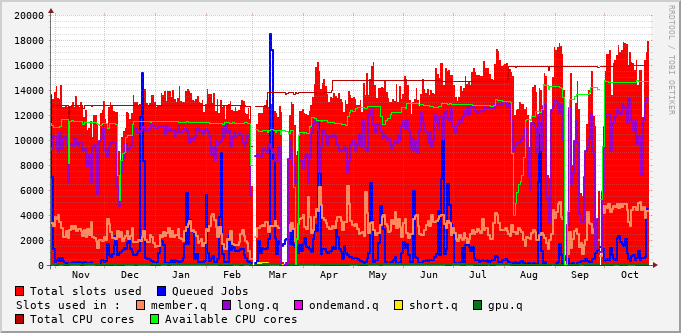 20000
18000
16000
14000
12000
10000
8000
6000
4000
2000
0
Nov Dec Jan Feb Mar Apr May Jun Jul Aug Sep Oct
Total slots used Queued Jobs
Slots used in : member.q long.q ondemand.q short.q gpu.q
Total CPU cores Available CPU cores
RRDTOOL / TOBI OETIKER